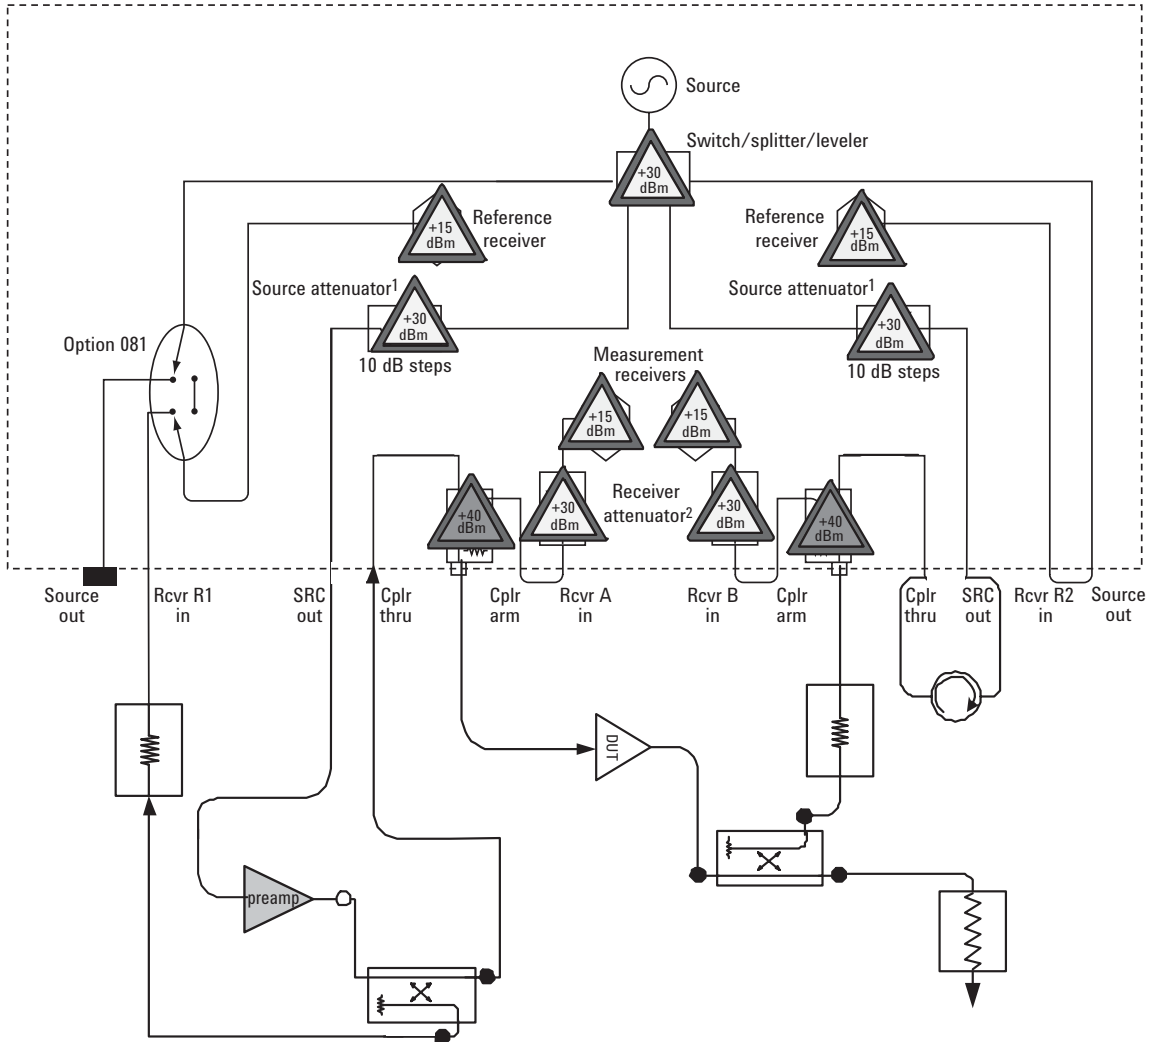 Source
Switch/splitter/leveler
+30
dBm
+15
dBm
Reference
receiver
Reference
receiver
+15
dBm
Source attenuator1
+30
dBm
10 dB steps
Source attenuator1
+30
dBm
10 dB steps
Option 081
Measurement
receivers
+15
dBm
+15
dBm
+40
dBm
+30
dBm
Receiver
attenuator2
+30
dBm
+40
dBm
Source
out
Rcvr R1
in
SRC
out
Cplr
thru
Cplr
arm
Rcvr A
in
Rcvr B
in
Cplr
arm
Cplr
thru
SRC
out
Rcvr R2
in
Source
out
DUT
preamp